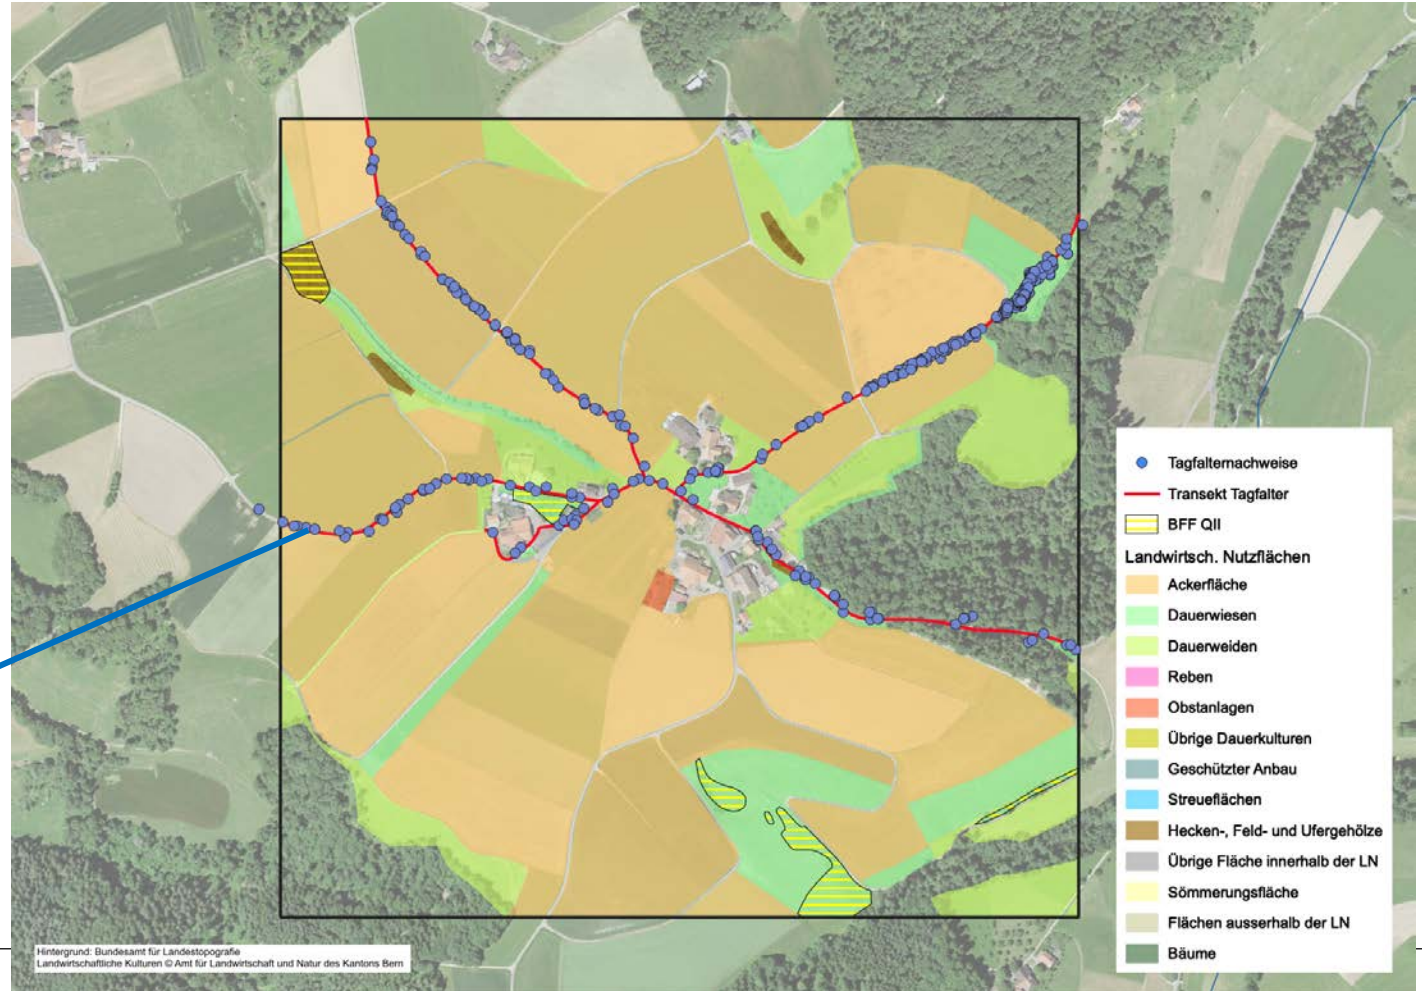 Tagfalternachweise
Transekt Tagfalter
BFF QII
Landwirtsch. Nutzflächen
Ackerfläche
Dauerwiesen
Dauerweiden
Reben
Obstanlagen
Übrige Dauerkulturen
Geschützter Anbau
Streueflächen
Hecken-, Feld- und Ufergehölze
Übrige Fläche innerhalb der LN
Sömmerungsfläche
Flächen ausserhalb der LN
Bäume
Hintergrund: Bundesamt für Landestopografie
Landwirtschaftliche Kulturen © Amt für Landwirtschaft und Natur des Kantons Bern